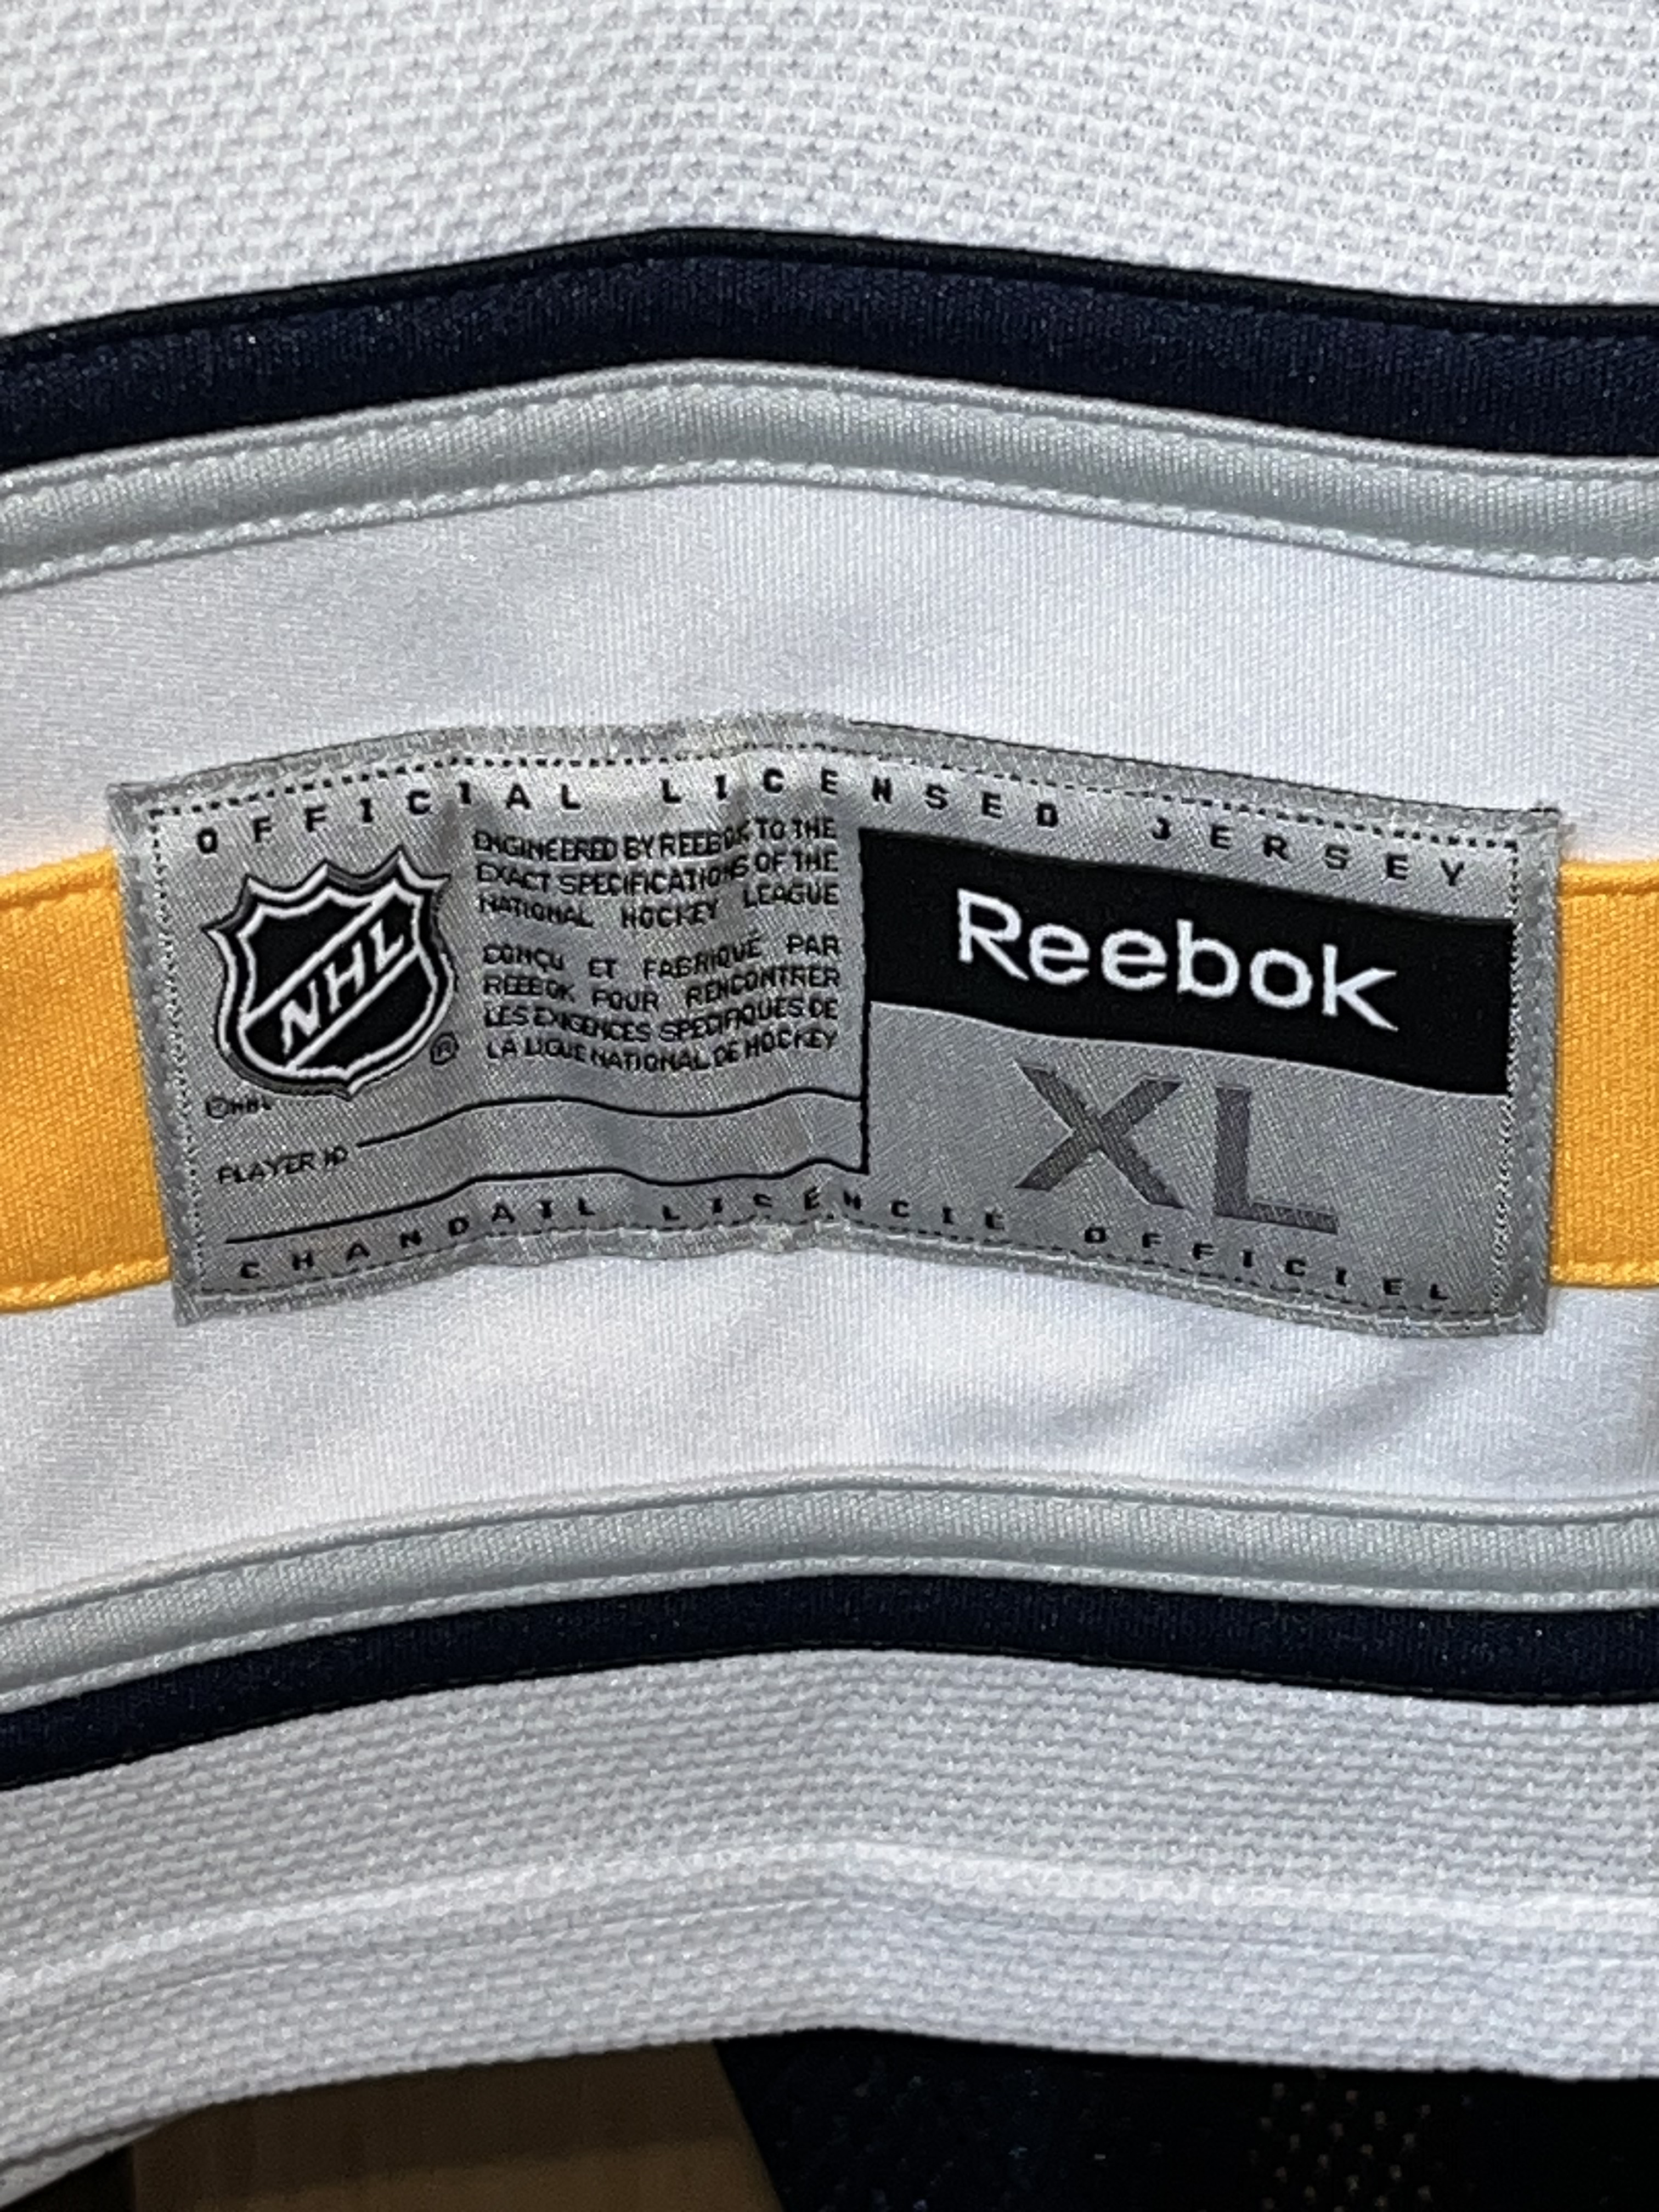 OFFICIAL LICENSED JERSEY
NHL
®
©NHL
ENGINEERED BY REEBOK TO THE
EXACT SPECIFICATIONS OF THE
NATIONAL HOCKEY LEAGUE
CONÇU ET FABRIQUÉ PAR
REEBOK POUR RENCONTRER
LES EXIGENCES SPECIFIQUES DE
LA LIGUE NATIONAL DE HOCKEY
PLAYER ID
Reebok
XL
CHANDAIL LICENCIÉ OFFICIEL